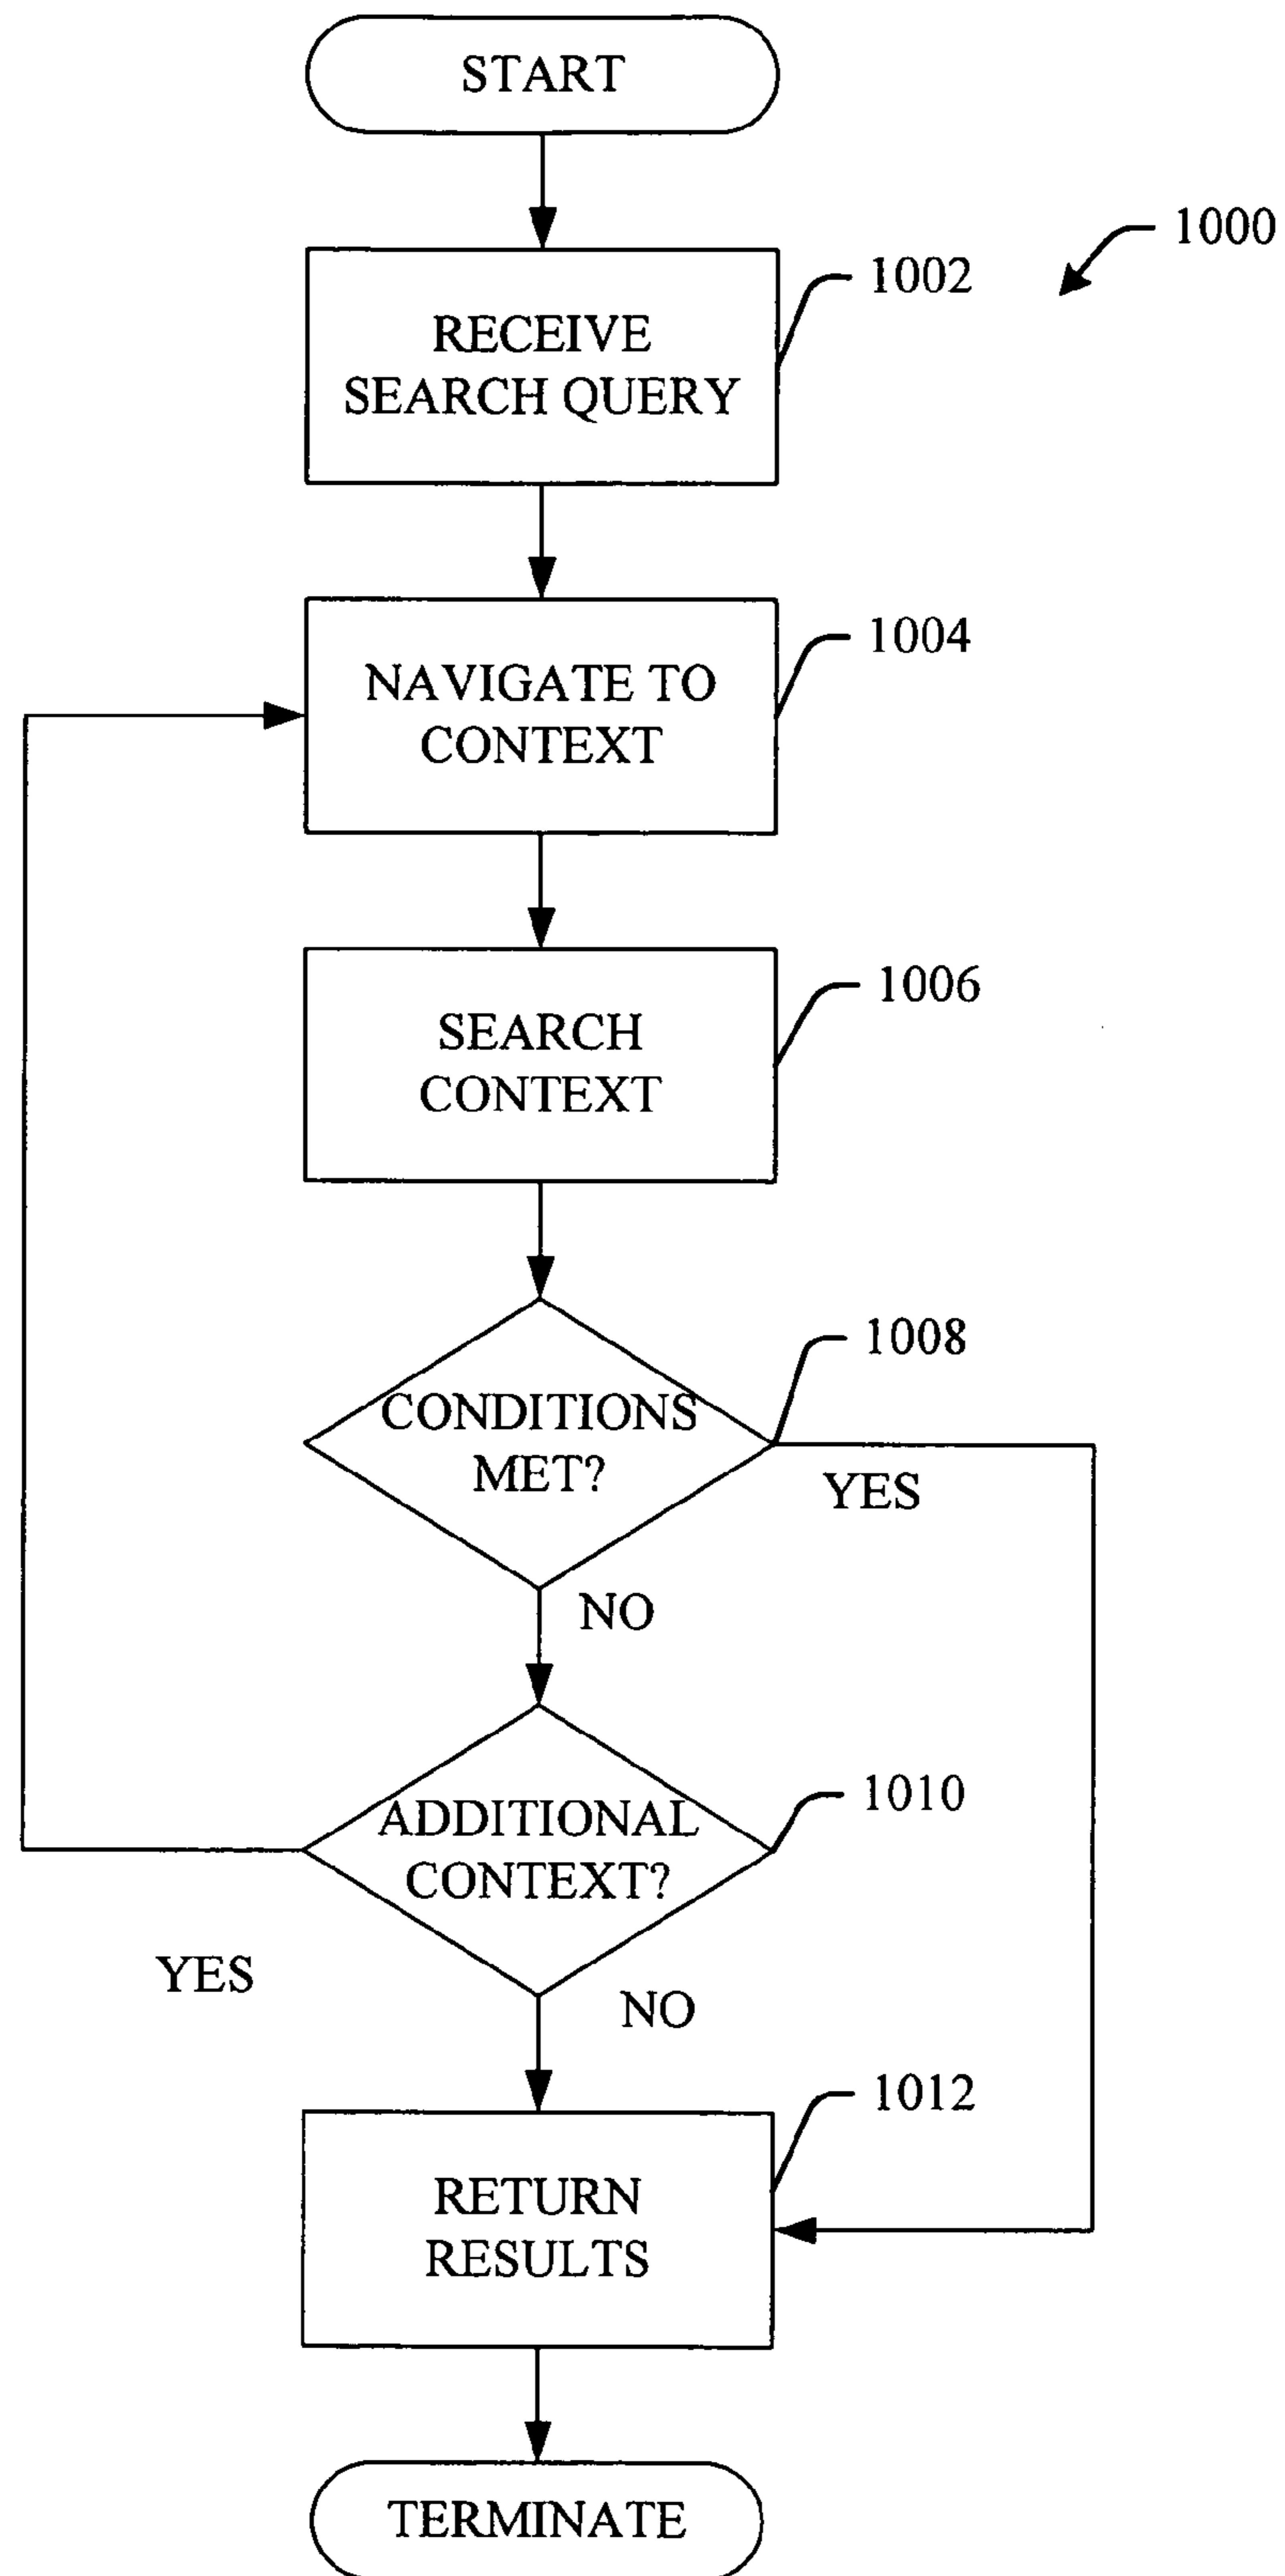 START
1000
1002
RECEIVE
SEARCH QUERY
1004
NAVIGATE TO
CONTEXT
1006
SEARCH
CONTEXT
1008
CONDITIONS
MET?
YES
NO
1010
ADDITIONAL
CONTEXT?
YES
NO
1012
RETURN
RESULTS
TERMINATE